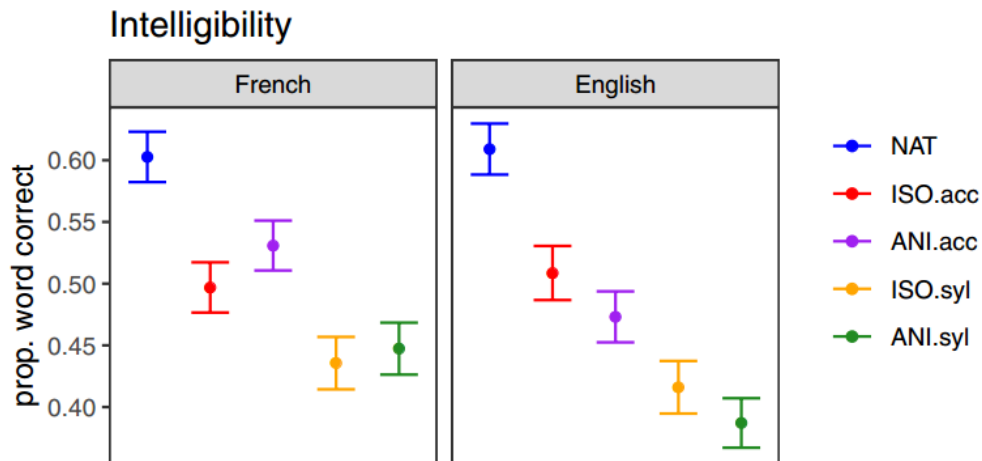 Intelligibility
French
English
prop. word correct
0.60
0.55
0.50
0.45
0.40
NAT
ISO.acc
ANI.acc
ISO.syl
ANI.syl